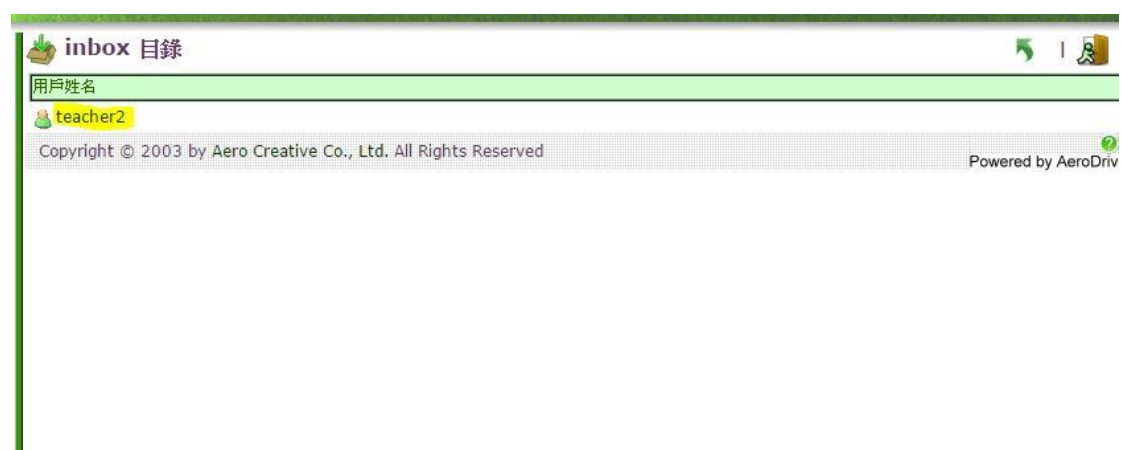 inbox 目錄
用戶姓名
teacher2
Copyright © 2003 by Aero Creative Co., Ltd. All Rights Reserved
Powered by AeroDriv